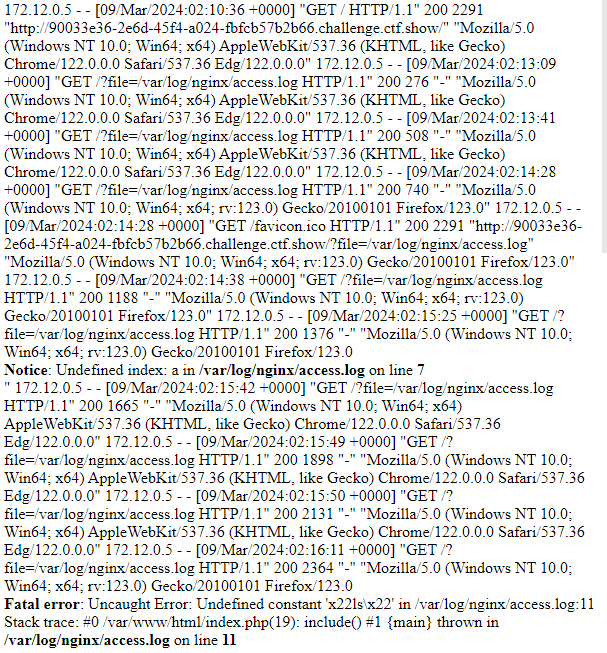 172.12.0.5 - - [09/Mar/2024:02:10:36 +0000] "GET / HTTP/1.1" 200 2291
"http://90033e36-2e6d-45f4-a024-fbfcb57b2b66.challenge.ctf.show/" "Mozilla/5.0
(Windows NT 10.0; Win64; x64) AppleWebKit/537.36 (KHTML, like Gecko)
Chrome/122.0.0.0 Safari/537.36 Edg/122.0.0.0" 172.12.0.5 - - [09/Mar/2024:02:13:09
+0000] "GET /?file=/var/log/nginx/access.log HTTP/1.1" 200 276 "-" "Mozilla/5.0
(Windows NT 10.0; Win64; x64) AppleWebKit/537.36 (KHTML, like Gecko)
Chrome/122.0.0.0 Safari/537.36 Edg/122.0.0.0" 172.12.0.5 - - [09/Mar/2024:02:13:41
+0000] "GET /?file=/var/log/nginx/access.log HTTP/1.1" 200 508 "-" "Mozilla/5.0
(Windows NT 10.0; Win64; x64) AppleWebKit/537.36 (KHTML, like Gecko)
Chrome/122.0.0.0 Safari/537.36 Edg/122.0.0.0" 172.12.0.5 - - [09/Mar/2024:02:14:28
+0000] "GET /?file=/var/log/nginx/access.log HTTP/1.1" 200 740 "-" "Mozilla/5.0
(Windows NT 10.0; Win64; x64; rv:123.0) Gecko/20100101 Firefox/123.0" 172.12.0.5 - -
[09/Mar/2024:02:14:28 +0000] "GET /favicon.ico HTTP/1.1" 200 2291 "http://90033e36-
2e6d-45f4-a024-fbfcb57b2b66.challenge.ctf.show/?file=/var/log/nginx/access.log"
"Mozilla/5.0 (Windows NT 10.0; Win64; x64; rv:123.0) Gecko/20100101 Firefox/123.0"
172.12.0.5 - - [09/Mar/2024:02:14:38 +0000] "GET /?file=/var/log/nginx/access.log
HTTP/1.1" 200 1188 "-" "Mozilla/5.0 (Windows NT 10.0; Win64; x64; rv:123.0)
Gecko/20100101 Firefox/123.0" 172.12.0.5 - - [09/Mar/2024:02:15:25 +0000] "GET /?
file=/var/log/nginx/access.log HTTP/1.1" 200 1376 "-" "Mozilla/5.0 (Windows NT 10.0;
Win64; x64; rv:123.0) Gecko/20100101 Firefox/123.0
Notice: Undefined index: a in /var/log/nginx/access.log on line 7
" 172.12.0.5 - - [09/Mar/2024:02:15:42 +0000] "GET /?file=/var/log/nginx/access.log
HTTP/1.1" 200 1665 "-" "Mozilla/5.0 (Windows NT 10.0; Win64; x64)
AppleWebKit/537.36 (KHTML, like Gecko) Chrome/122.0.0.0 Safari/537.36
Edg/122.0.0.0" 172.12.0.5 - - [09/Mar/2024:02:15:49 +0000] "GET /?
file=/var/log/nginx/access.log HTTP/1.1" 200 1898 "-" "Mozilla/5.0 (Windows NT 10.0;
Win64; x64) AppleWebKit/537.36 (KHTML, like Gecko) Chrome/122.0.0.0 Safari/537.36
Edg/122.0.0.0" 172.12.0.5 - - [09/Mar/2024:02:15:50 +0000] "GET /?
file=/var/log/nginx/access.log HTTP/1.1" 200 2131 "-" "Mozilla/5.0 (Windows NT 10.0;
Win64; x64) AppleWebKit/537.36 (KHTML, like Gecko) Chrome/122.0.0.0 Safari/537.36
Edg/122.0.0.0" 172.12.0.5 - - [09/Mar/2024:02:16:11 +0000] "GET /?
file=/var/log/nginx/access.log HTTP/1.1" 200 2364 "-" "Mozilla/5.0 (Windows NT 10.0;
Win64; x64; rv:123.0) Gecko/20100101 Firefox/123.0
Fatal error: Uncaught Error: Undefined constant 'x22ls\x22' in /var/log/nginx/access.log:11
Stack trace: #0 /var/www/html/index.php(19): include() #1 {main} thrown in
/var/log/nginx/access.log on line 11